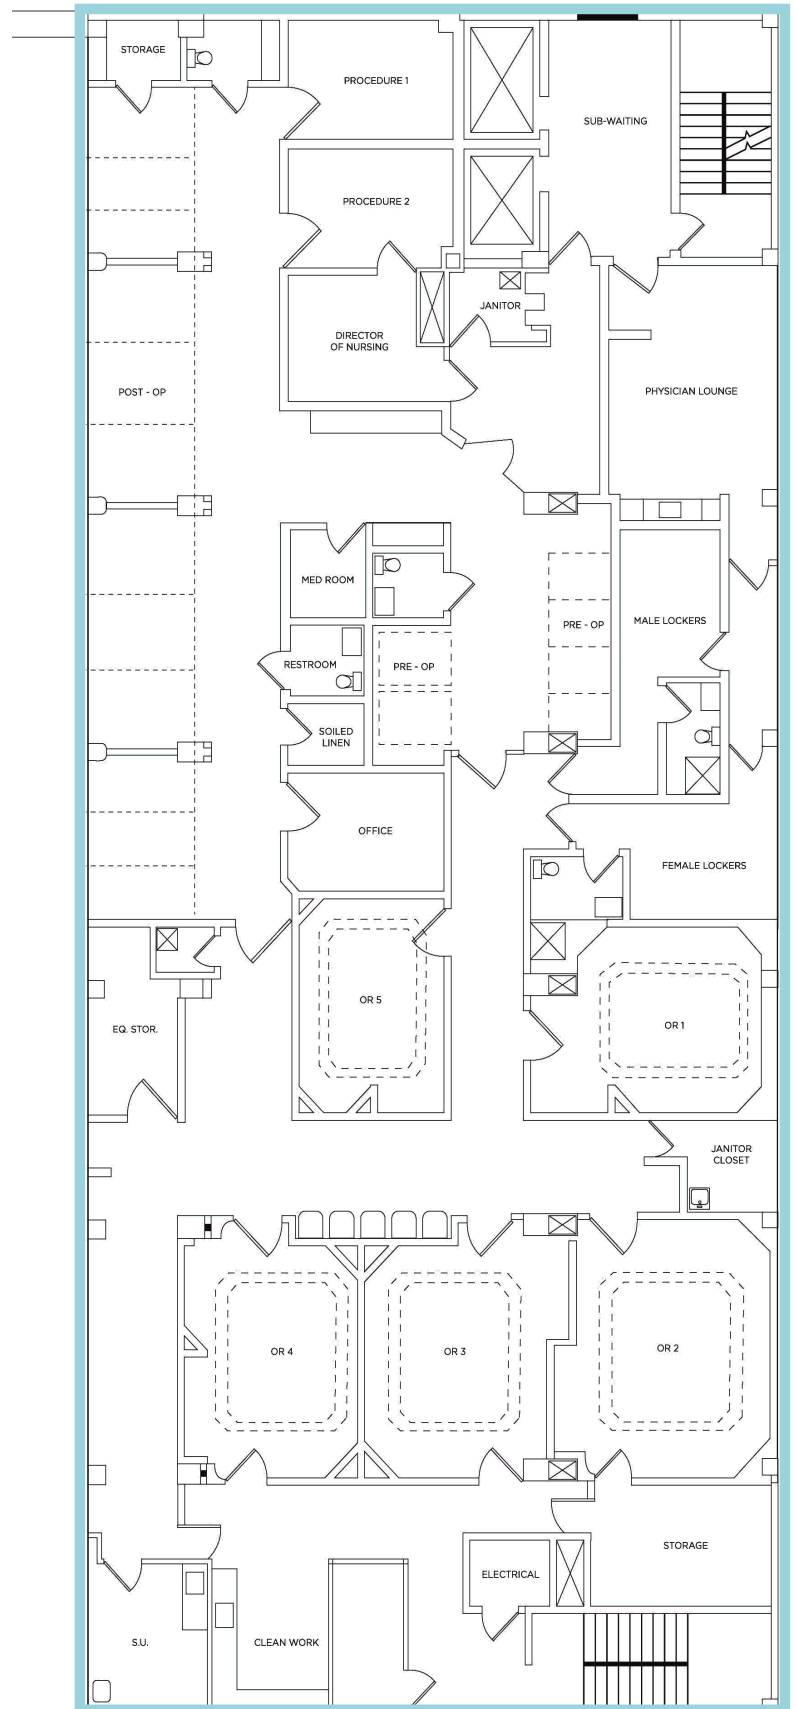 STORAGE
PROCEDURE 1
SUB-WAITING
PROCEDURE 2
JANITOR
DIRECTOR
OF NURSING
POST - OP
PHYSICIAN LOUNGE
MED ROOM
PRE - OP
MALE LOCKERS
RESTROOM
PRE - OP
SOILED
LINEN
OFFICE
FEMALE LOCKERS
OR 5
EQ. STOR.
OR 1
JANITOR
CLOSET
OR 4
OR 3
OR 2
STORAGE
ELECTRICAL
S.U.
CLEAN WORK